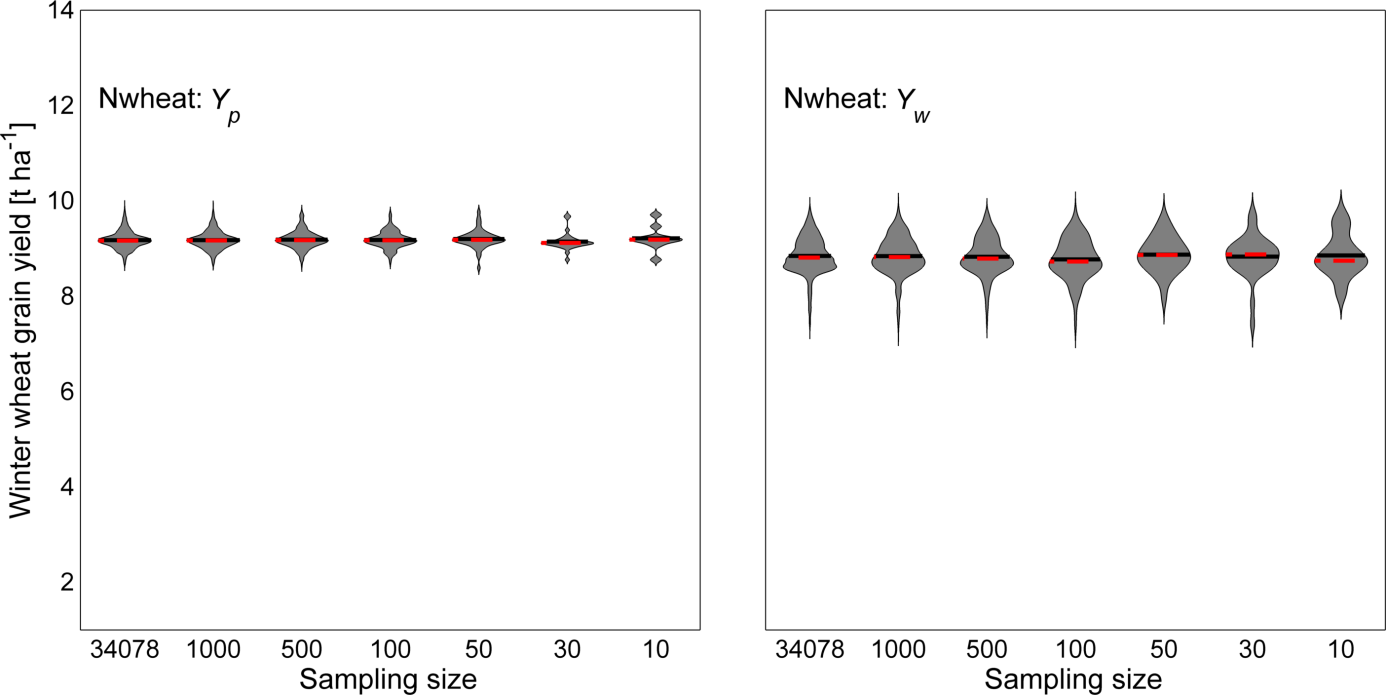 Winter wheat grain yield [t ha⁻¹]
14
12
10
8
6
4
2
Nwheat: Yₚ
34078 1000 500 100 50 30 10
Sampling size
Nwheat: Y_w
34078 1000 500 100 50 30 10
Sampling size